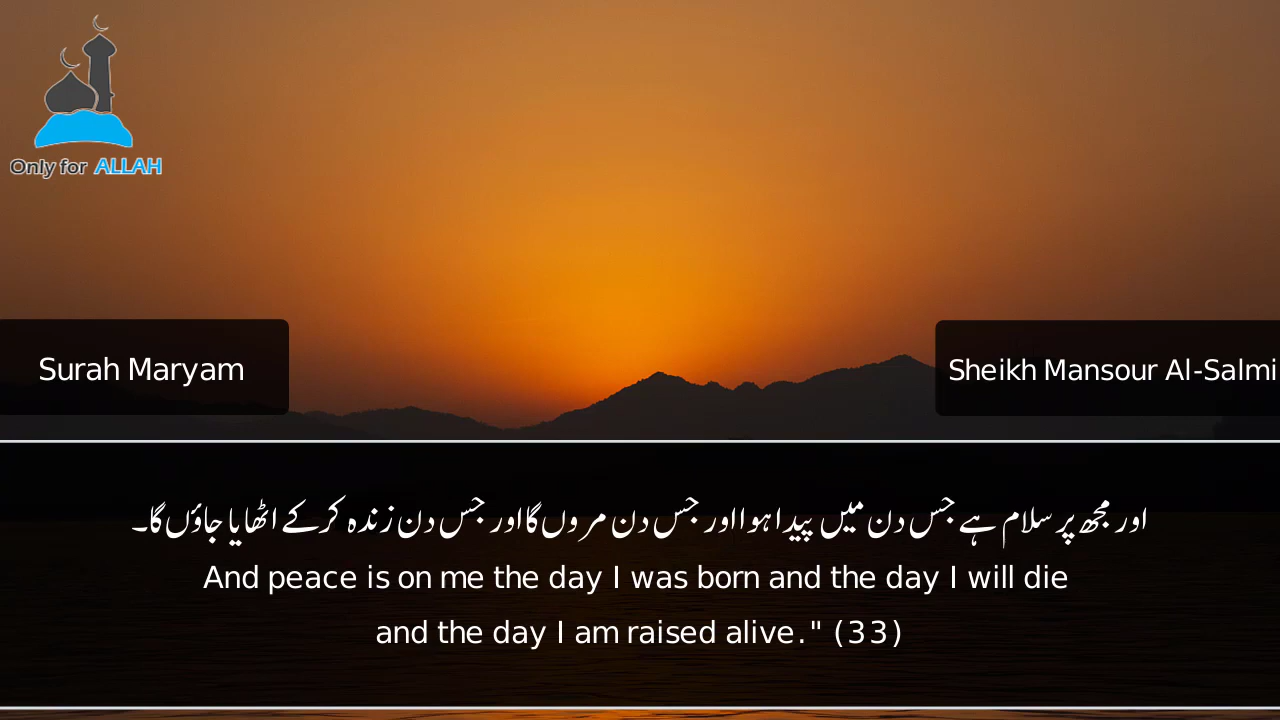 Only for ALLAH
Surah Maryam
Sheikh Mansour Al-Salmi
اور مجھ پر سلام ہے جس دن میں پیدا ہوا اور جس دن مروں گا اور جس دن زندہ کرکے اٹھایا جاؤں گا۔
And peace is on me the day I was born and the day I will die
and the day I am raised alive." (33)